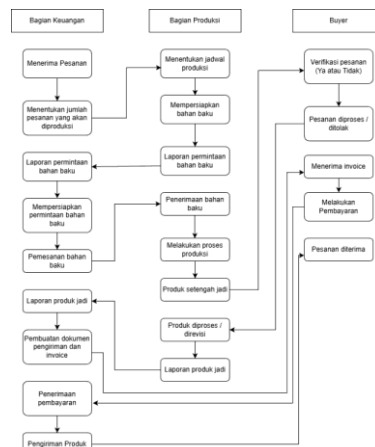 Bagian Keuangan
Bagian Produksi
Buyer
Menerima Pesanan
Menentukan jumlah
pesanan yang akan
diproduksi
Menentukan jadwal
produksi
Mempersiapkan
bahan baku
Laporan permintaan
bahan baku
Verifikasi pesanan
(Ya atau Tidak)
Pesanan diproses /
ditolak
Laporan permintaan
bahan baku
Mempersiapkan
permintaan bahan
baku
Pemesanan bahan
baku
Penerimaan bahan
baku
Melakukan proses
produksi
Produk setengah jadi
Menerima invoice
Melakukan
Pembayaran
Pesanan diterima
Laporan produk jadi
Pembuatan dokumen
pengiriman dan
invoice
Produk diproses /
direvisi
Laporan produk jadi
Penerimaan
pembayaran
Pengiriman Produk